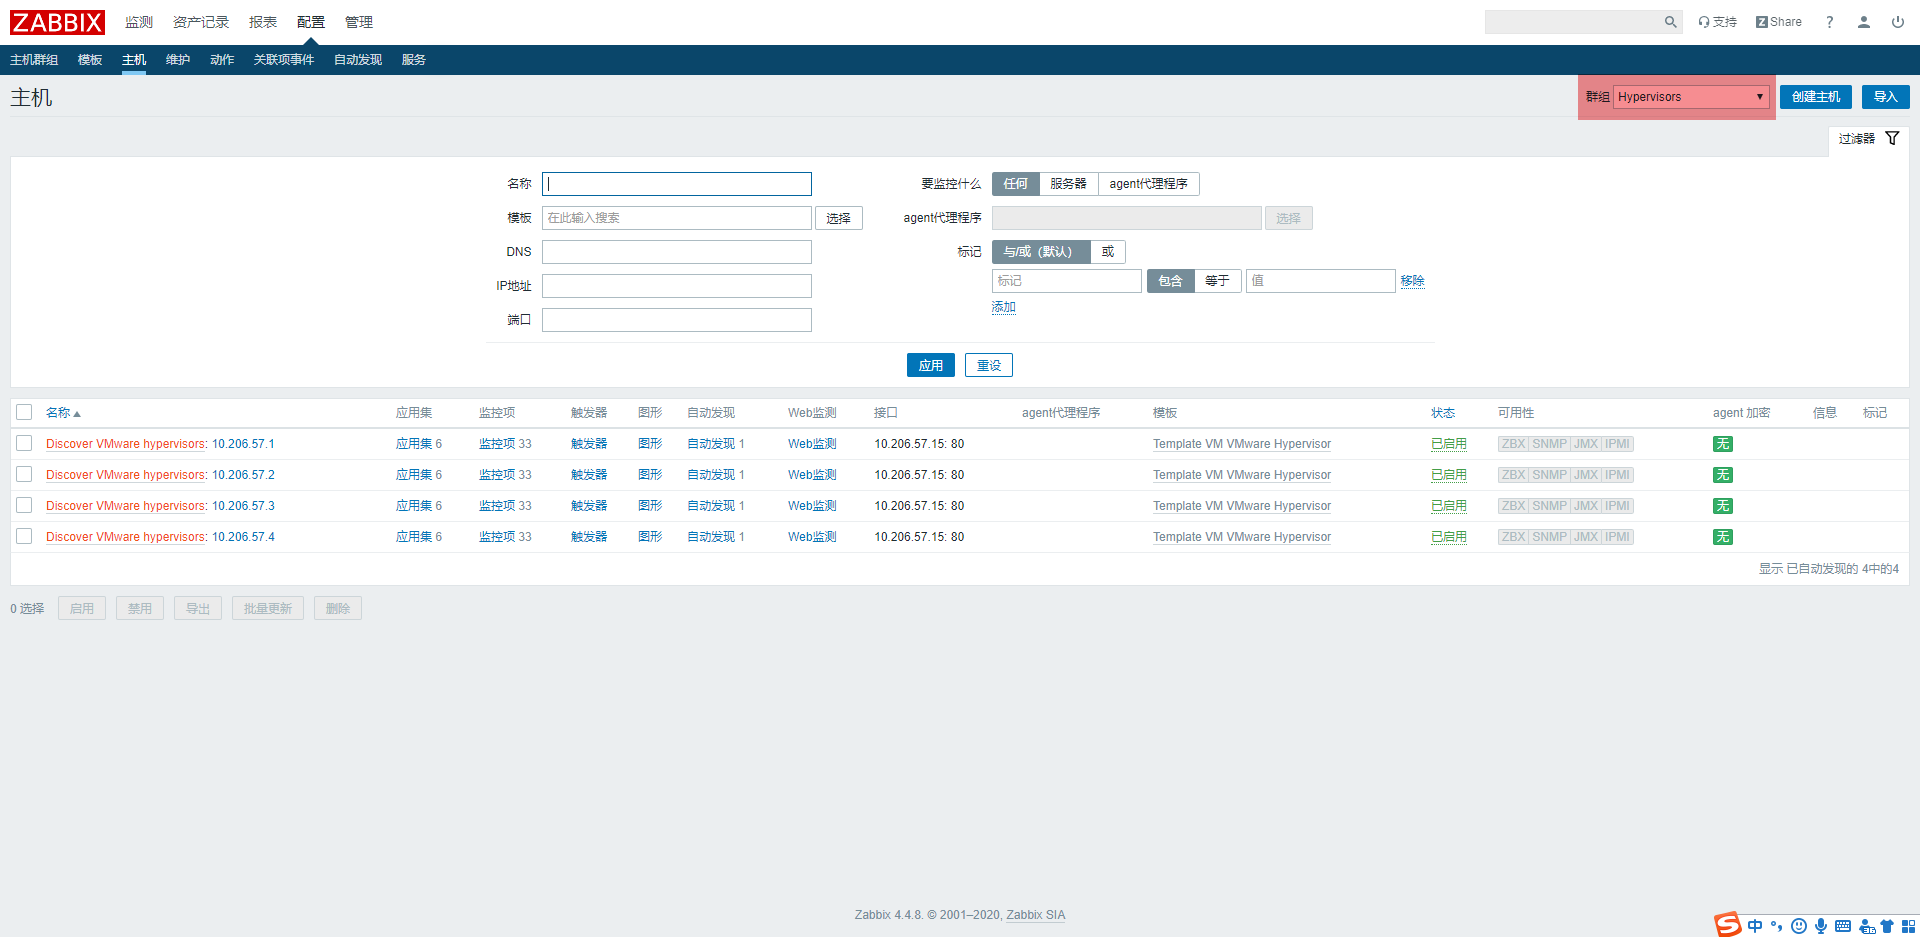 ZABBIX 监测 资产记录 报表 配置 管理 支持 Z Share ?
主机群组 模板 主机 维护 动作 关联项事件 自动发现 服务
主机 群组 Hypervisors 创建主机 导入
过滤器
名称 要监控什么 任何 服务器 agent代理程序
模板 在此输入搜索 选择 agent代理程序 选择
DNS 标记 与/或（默认） 或
标记 包含 等于 值 移除
IP地址
添加
端口
应用 重设
名称 应用集 监控项 触发器 图形 自动发现 Web监测 接口 agent代理程序 模板 状态 可用性 agent 加密 信息 标记
Discover VMware hypervisors: 10.206.57.1 应用集 6 监控项 33 触发器 图形 自动发现 1 Web监测 10.206.57.15: 80 Template VM VMware Hypervisor 已启用 ZBX SNMP JMX IPMI 无
Discover VMware hypervisors: 10.206.57.2 应用集 6 监控项 33 触发器 图形 自动发现 1 Web监测 10.206.57.15: 80 Template VM VMware Hypervisor 已启用 ZBX SNMP JMX IPMI 无
Discover VMware hypervisors: 10.206.57.3 应用集 6 监控项 33 触发器 图形 自动发现 1 Web监测 10.206.57.15: 80 Template VM VMware Hypervisor 已启用 ZBX SNMP JMX IPMI 无
Discover VMware hypervisors: 10.206.57.4 应用集 6 监控项 33 触发器 图形 自动发现 1 Web监测 10.206.57.15: 80 Template VM VMware Hypervisor 已启用 ZBX SNMP JMX IPMI 无
显示 已自动发现的 4中的4
0 选择 启用 禁用 导出 批量更新 删除
Zabbix 4.4.8. © 2001–2020, Zabbix SIA
S 中